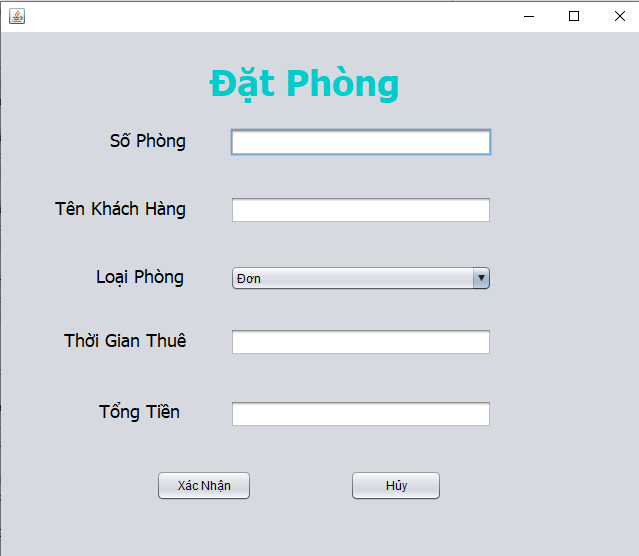 Đặt Phòng
Số Phòng
Tên Khách Hàng
Loại Phòng Đơn
Thời Gian Thuê
Tổng Tiền
Xác Nhận Hủy